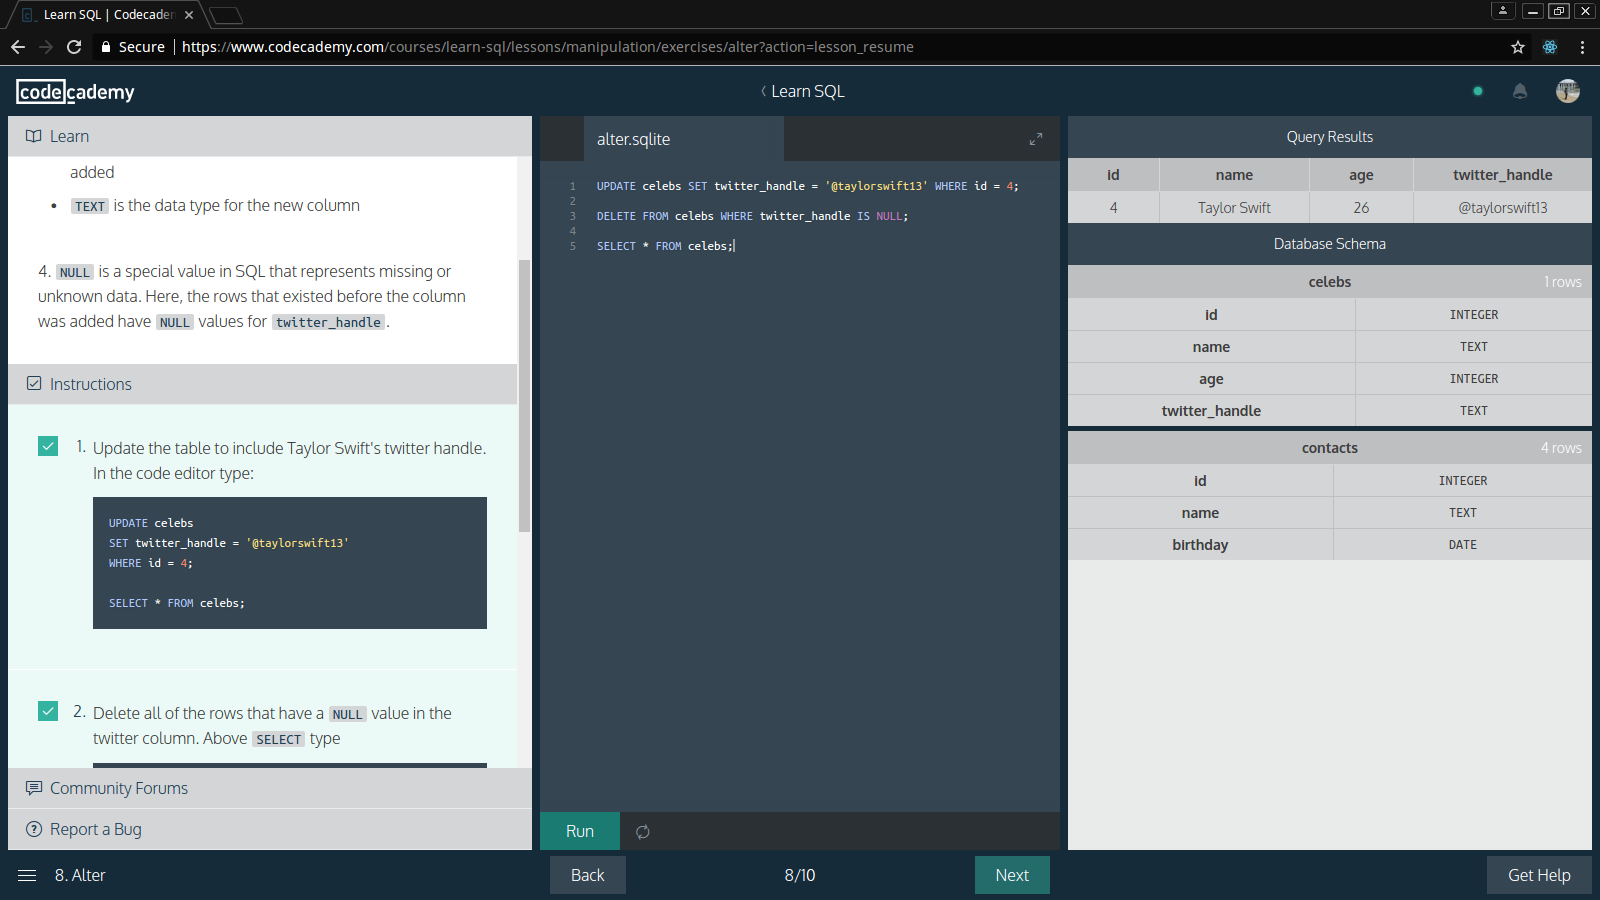 Learn SQL | Codecadem
Secure
https://www.codecademy.com/courses/learn-sql/lessons/manipulation/exercises/alter?action=lesson_resume
codecademy
Learn SQL
Learn
added
TEXT is the data type for the new column
4. NULL is a special value in SQL that represents missing or
unknown data. Here, the rows that existed before the column
was added have NULL values for twitter_handle.
Instructions
1. Update the table to include Taylor Swift's twitter handle.
In the code editor type:
UPDATE celebs
SET twitter_handle = '@taylorswift13'
WHERE id = 4;
SELECT * FROM celebs;
2. Delete all of the rows that have a NULL value in the
twitter column. Above SELECT type
Community Forums
Report a Bug
alter.sqlite
1 UPDATE celebs SET twitter_handle = '@taylorswift13' WHERE id = 4;
2
3 DELETE FROM celebs WHERE twitter_handle IS NULL;
4
5 SELECT * FROM celebs;
Run
Query Results
id name age twitter_handle
4 Taylor Swift 26 @taylorswift13
Database Schema
celebs 1 rows
id INTEGER
name TEXT
age INTEGER
twitter_handle TEXT
contacts 4 rows
id INTEGER
name TEXT
birthday DATE
8. Alter
Back
8/10
Next
Get Help